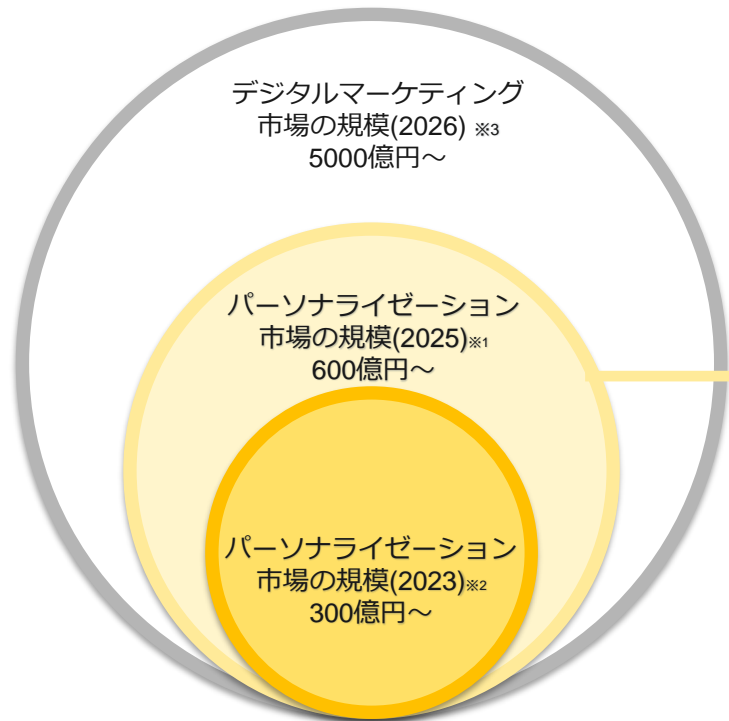 デジタルマーケティング
市場の規模(2026) ※3
5000億円～
パーソナライゼーション
市場の規模(2025)※1
600億円～
パーソナライゼーション
市場の規模(2023)※2
300億円～